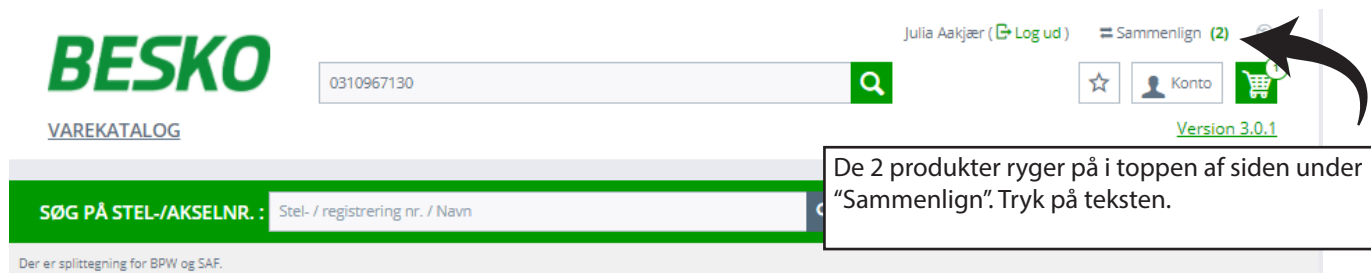 BESKO
Julia Aakjær ( Log ud ) Sammenlign (2)
0310967130
Konto
1
VAREKATALOG
Version 3.0.1
De 2 produkter ryger på i toppen af siden under
“Sammenlign”. Tryk på teksten.
SØG PÅ STEL-/AKSELNR. : Stel- / registrering nr. / Navn
Der er splittegning for BPW og SAF.